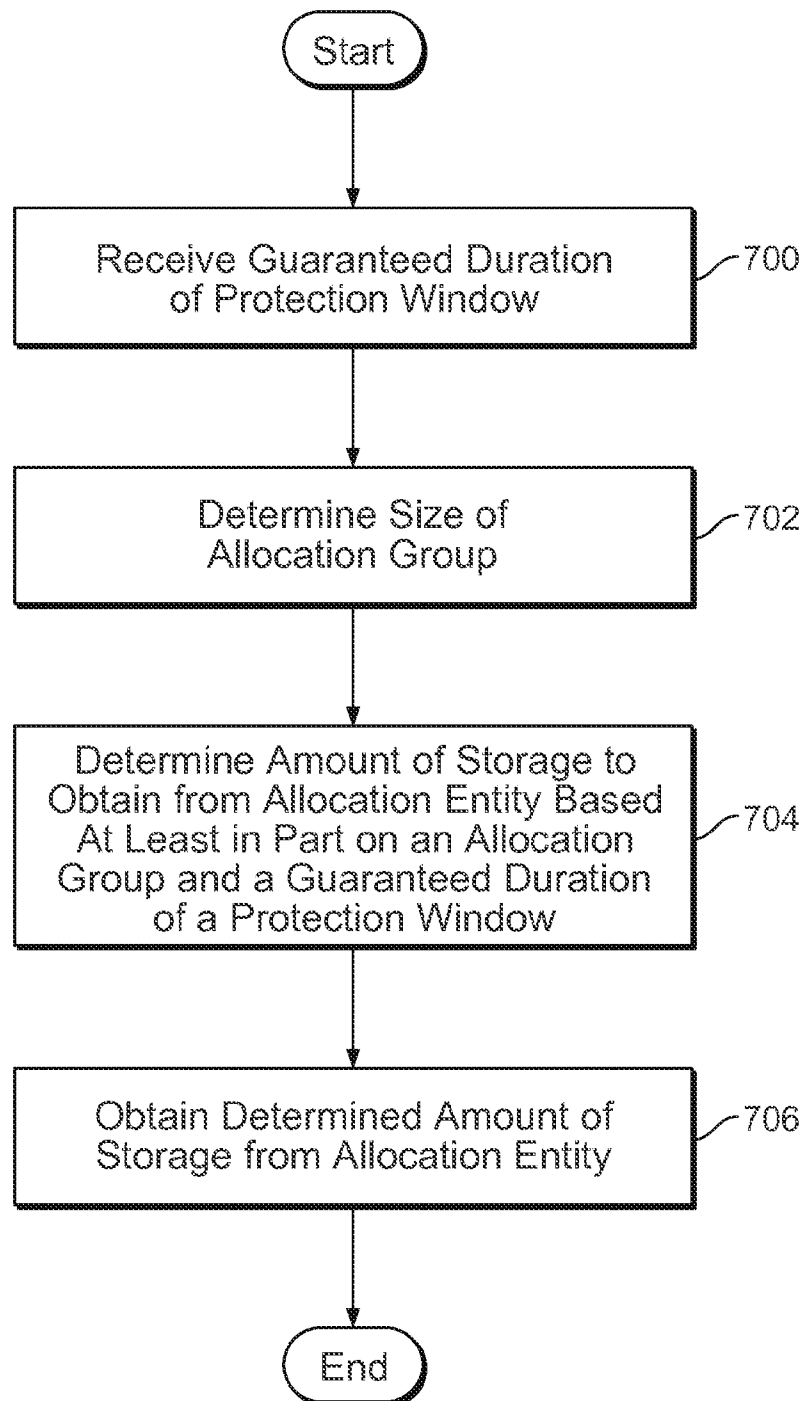 Start
Receive Guaranteed Duration
of Protection Window
700
Determine Size of
Allocation Group
702
Determine Amount of Storage to
Obtain from Allocation Entity Based
At Least in Part on an Allocation
Group and a Guaranteed Duration
of a Protection Window
704
Obtain Determined Amount of
Storage from Allocation Entity
706
End